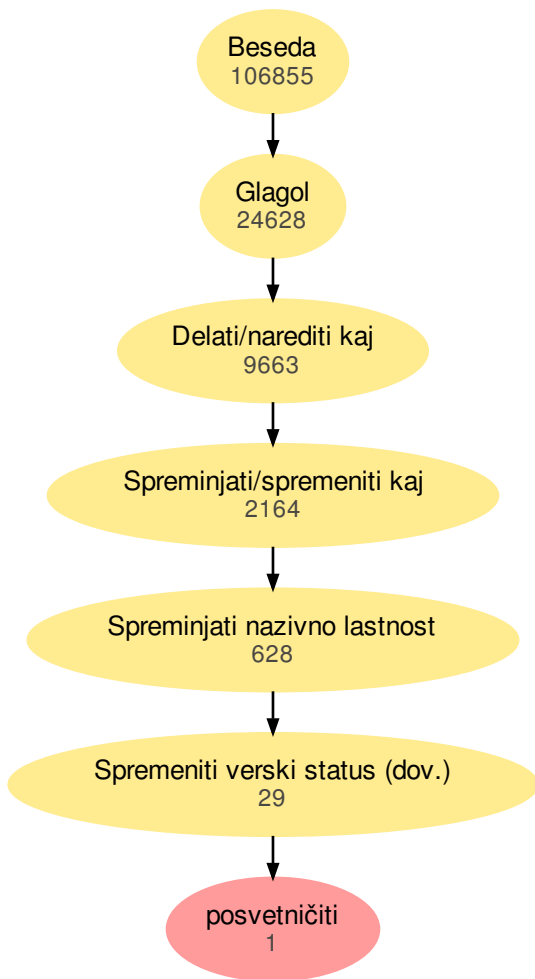 Beseda
106855
Glagol
24628
Delati/narediti kaj
9663
Spreminjati/spremeniti kaj
2164
Spreminjati nazivno lastnost
628
Spremeniti verski status (dov.)
29
posvetničiti
1